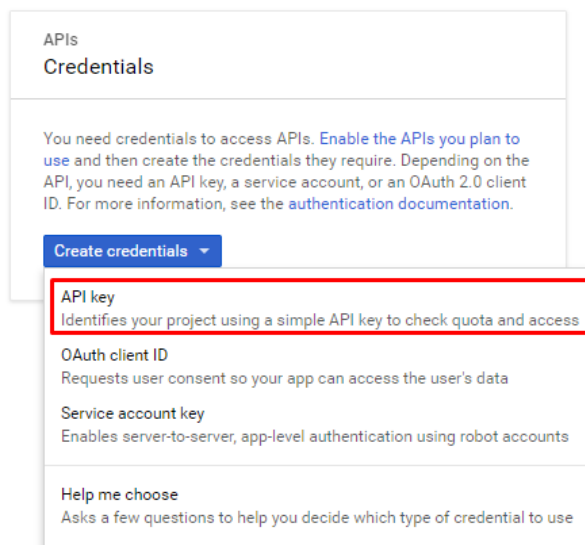 APIs
Credentials
You need credentials to access APIs. Enable the APIs you plan to
use and then create the credentials they require. Depending on the
API, you need an API key, a service account, or an OAuth 2.0 client
ID. For more information, see the authentication documentation.
Create credentials
API key
Identifies your project using a simple API key to check quota and access
OAuth client ID
Requests user consent so your app can access the user's data
Service account key
Enables server-to-server, app-level authentication using robot accounts
Help me choose
Asks a few questions to help you decide which type of credential to use